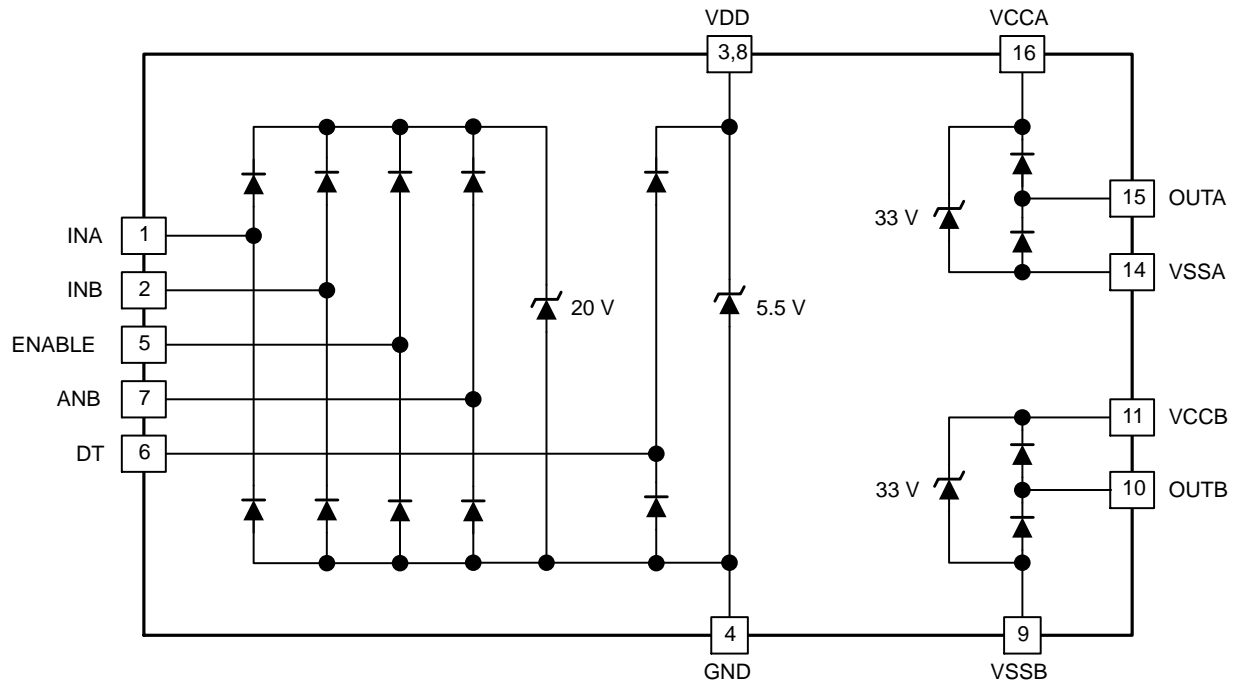 VDD
VCCA
3,8
16
INA
1
INB
2
ENABLE
5
ANB
7
DT
6
20 V
5.5 V
33 V
15
OUTA
14
VSSA
33 V
11
VCCB
10
OUTB
4
GND
9
VSSB